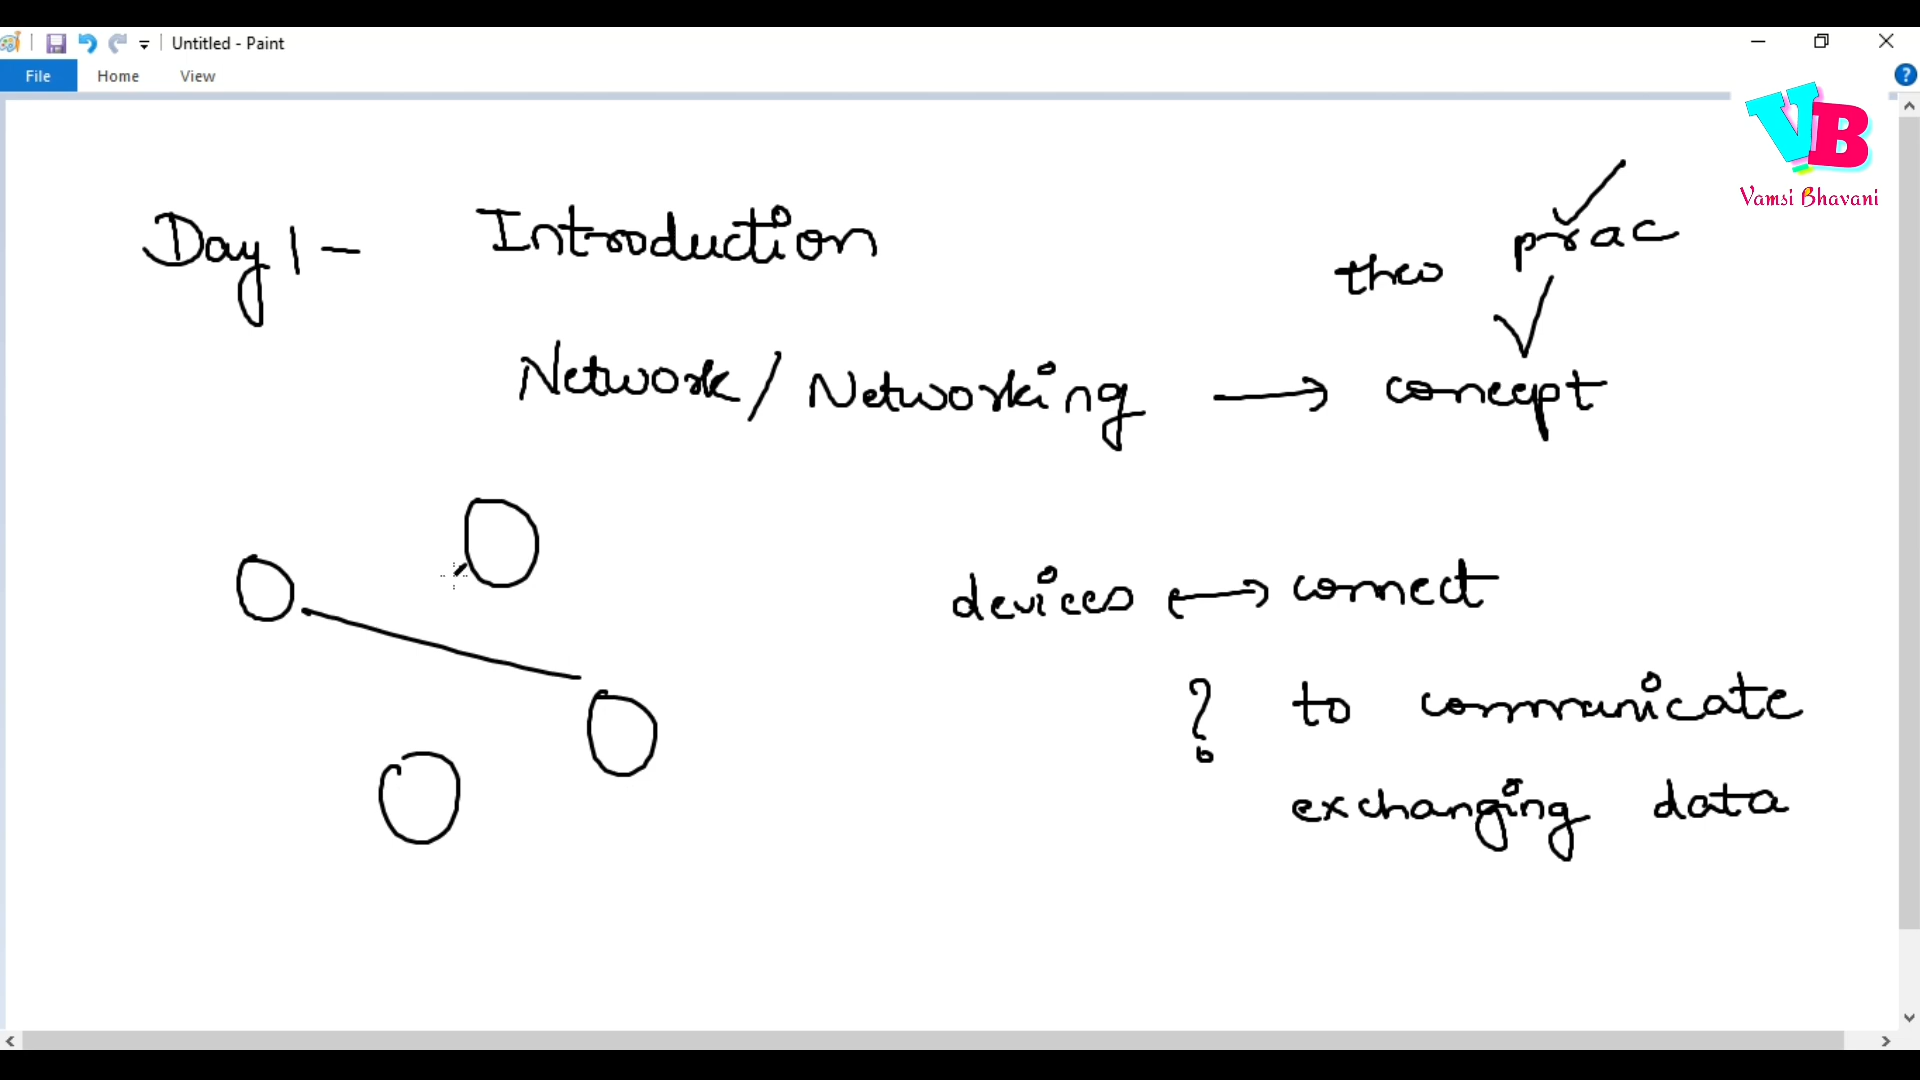 Untitled - Paint
File Home View
?
VB
Vamsi Bhavani
Day 1 - Introduction
theo prac
Network / Networking → concept
devices ↔ connect
? to communicate
exchanging data